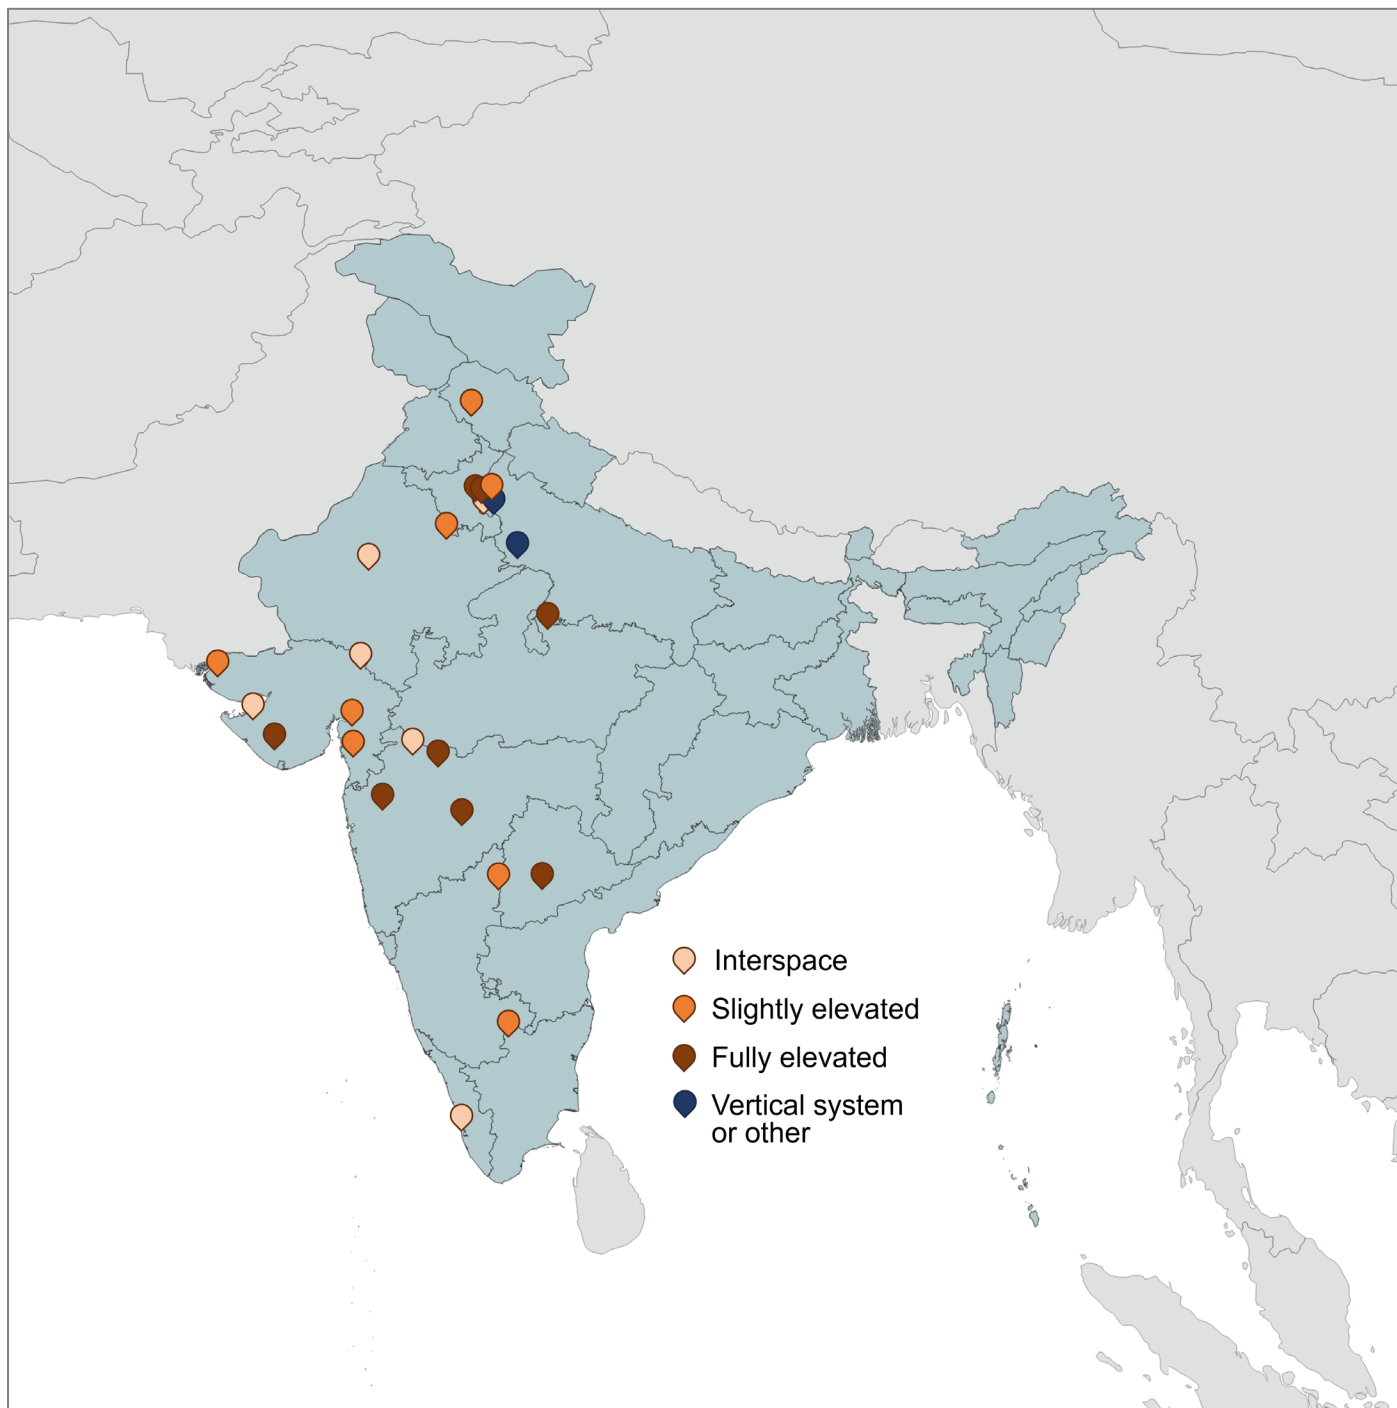 Interspace
Slightly elevated
Fully elevated
Vertical system
or other